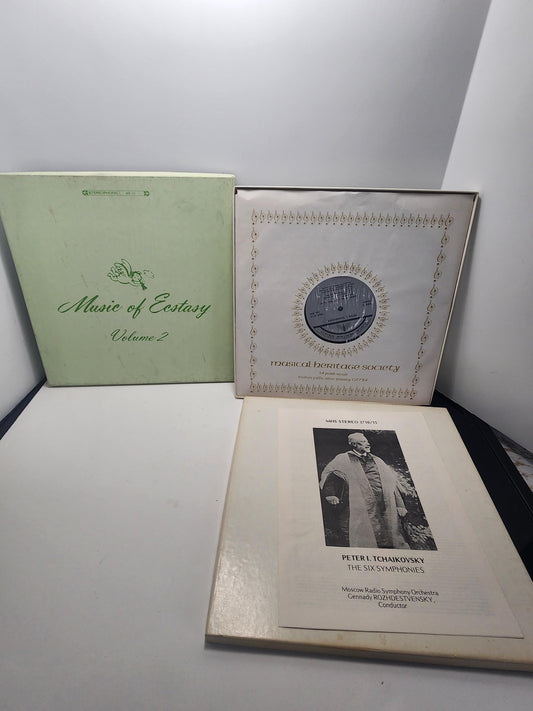 STEREOPHONIC
Music of Ecstasy
Volume 2
musical heritage society
MHS STEREO 3710/15
PETER I. TCHAIKOVSKY
THE SIX SYMPHONIES
Moscow Radio Symphony Orchestra
Gennady ROZHDESTVENSKY,
Conductor